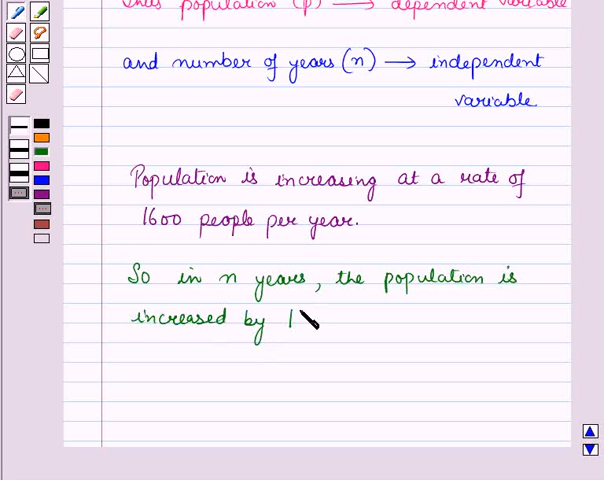 Thus population (p) → dependent variable
and number of years (n) → independent
variable
Population is increasing at a rate of
1600 people per year.
So in n years, the population is
increased by 1